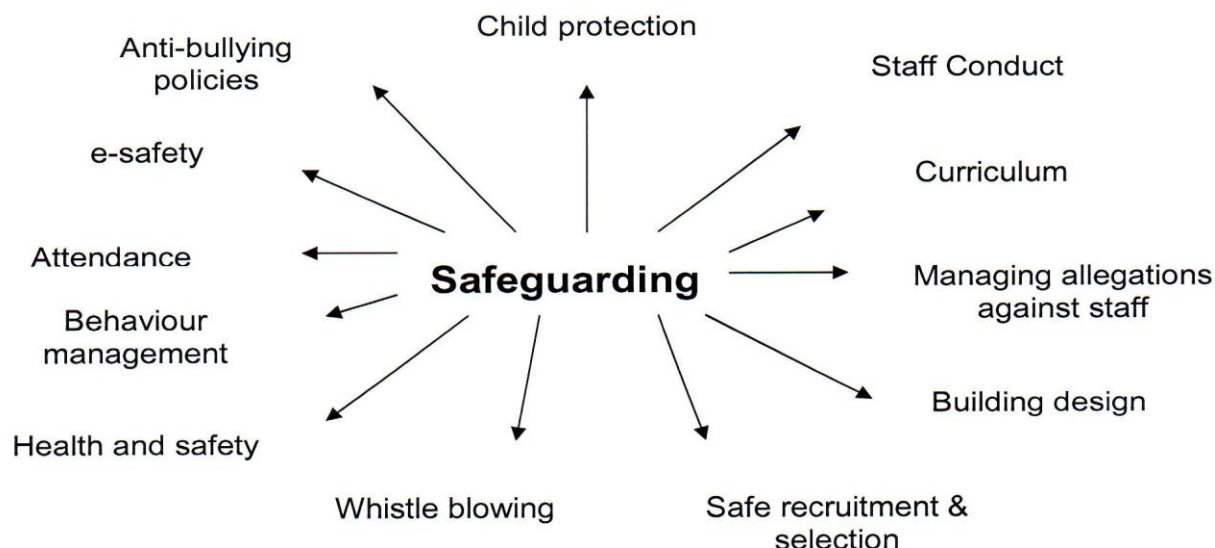 Child protection
Anti-bullying
policies
Staff Conduct
e-safety
Curriculum
Attendance
Safeguarding
Managing allegations
against staff
Behaviour
management
Building design
Health and safety
Whistle blowing
Safe recruitment &
selection